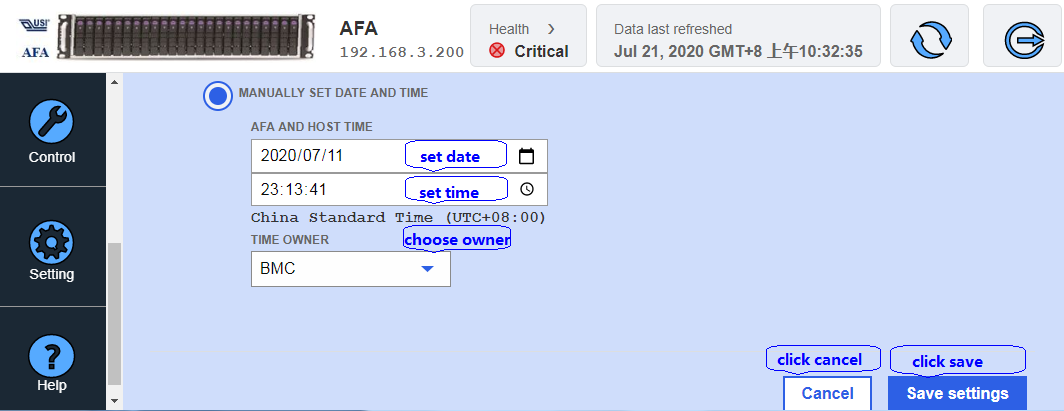 USI
AFA
AFA
192.168.3.200
Health
Critical
Data last refreshed
Jul 21, 2020 GMT+8 上午10:32:35
Control
Setting
Help
MANUALLY SET DATE AND TIME
AFA AND HOST TIME
2020/07/11 set date
23:13:41 set time
China Standard Time (UTC+08:00)
TIME OWNER choose owner
BMC
click cancel click save
Cancel Save settings